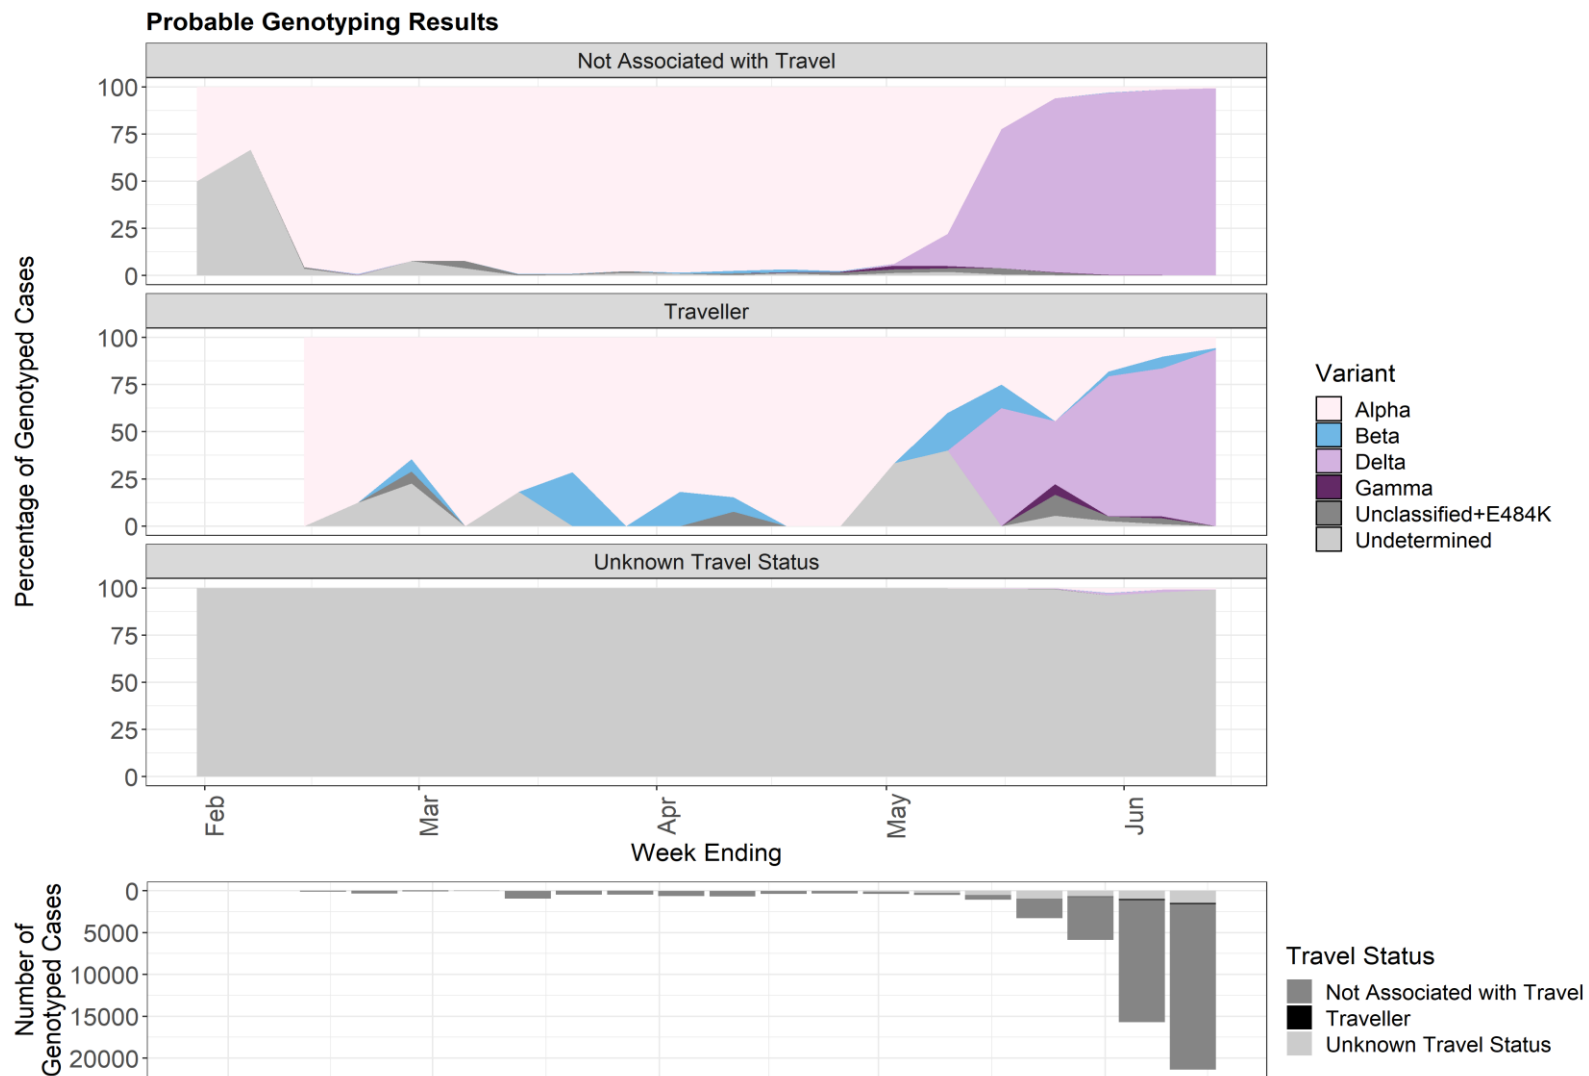 Probable Genotyping Results
Not Associated with Travel
100
75
50
25
0
Traveller
100
75
50
25
0
Unknown Travel Status
100
75
50
25
0
Percentage of Genotyped Cases
Feb
Mar
Apr
May
Jun
Week Ending
Variant
Alpha
Beta
Delta
Gamma
Unclassified+E484K
Undetermined
Number of
Genotyped Cases
0
5000
10000
15000
20000
Travel Status
Not Associated with Travel
Traveller
Unknown Travel Status